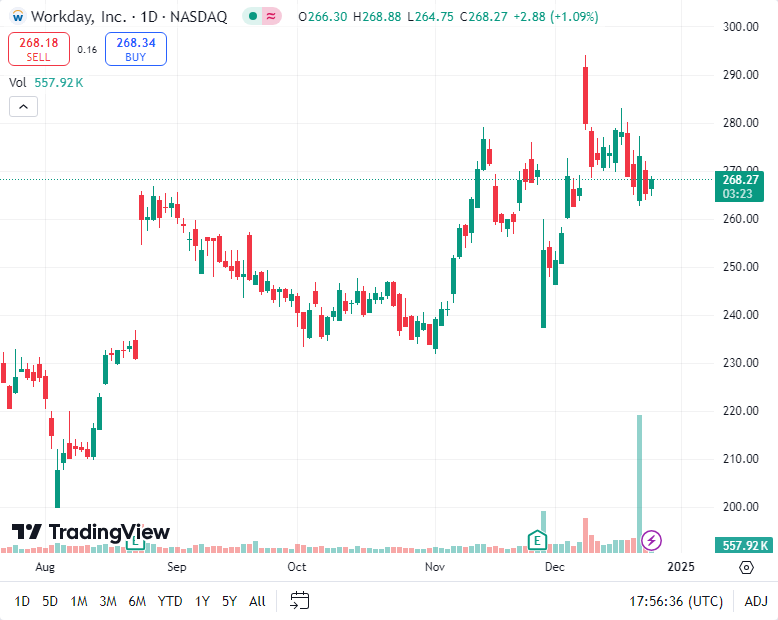 Workday, Inc. · 1D · NASDAQ O266.30 H268.88 L264.75 C268.27 +2.88 (+1.09%)
268.18 SELL 0.16 268.34 BUY
Vol 557.92K
300.00
290.00
280.00
270.00
268.27
03:23
260.00
250.00
240.00
230.00
220.00
210.00
200.00
TradingView
E E
557.92K
Aug Sep Oct Nov Dec 2025
1D 5D 1M 3M 6M YTD 1Y 5Y All 17:56:36 (UTC) ADJ